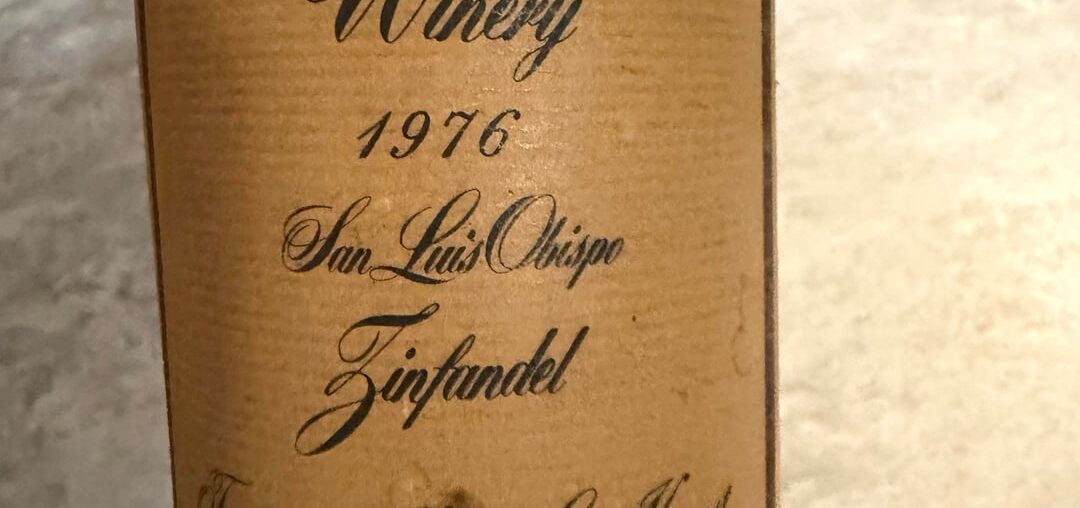 Winery
1976
San Luis Obispo
Zinfandel